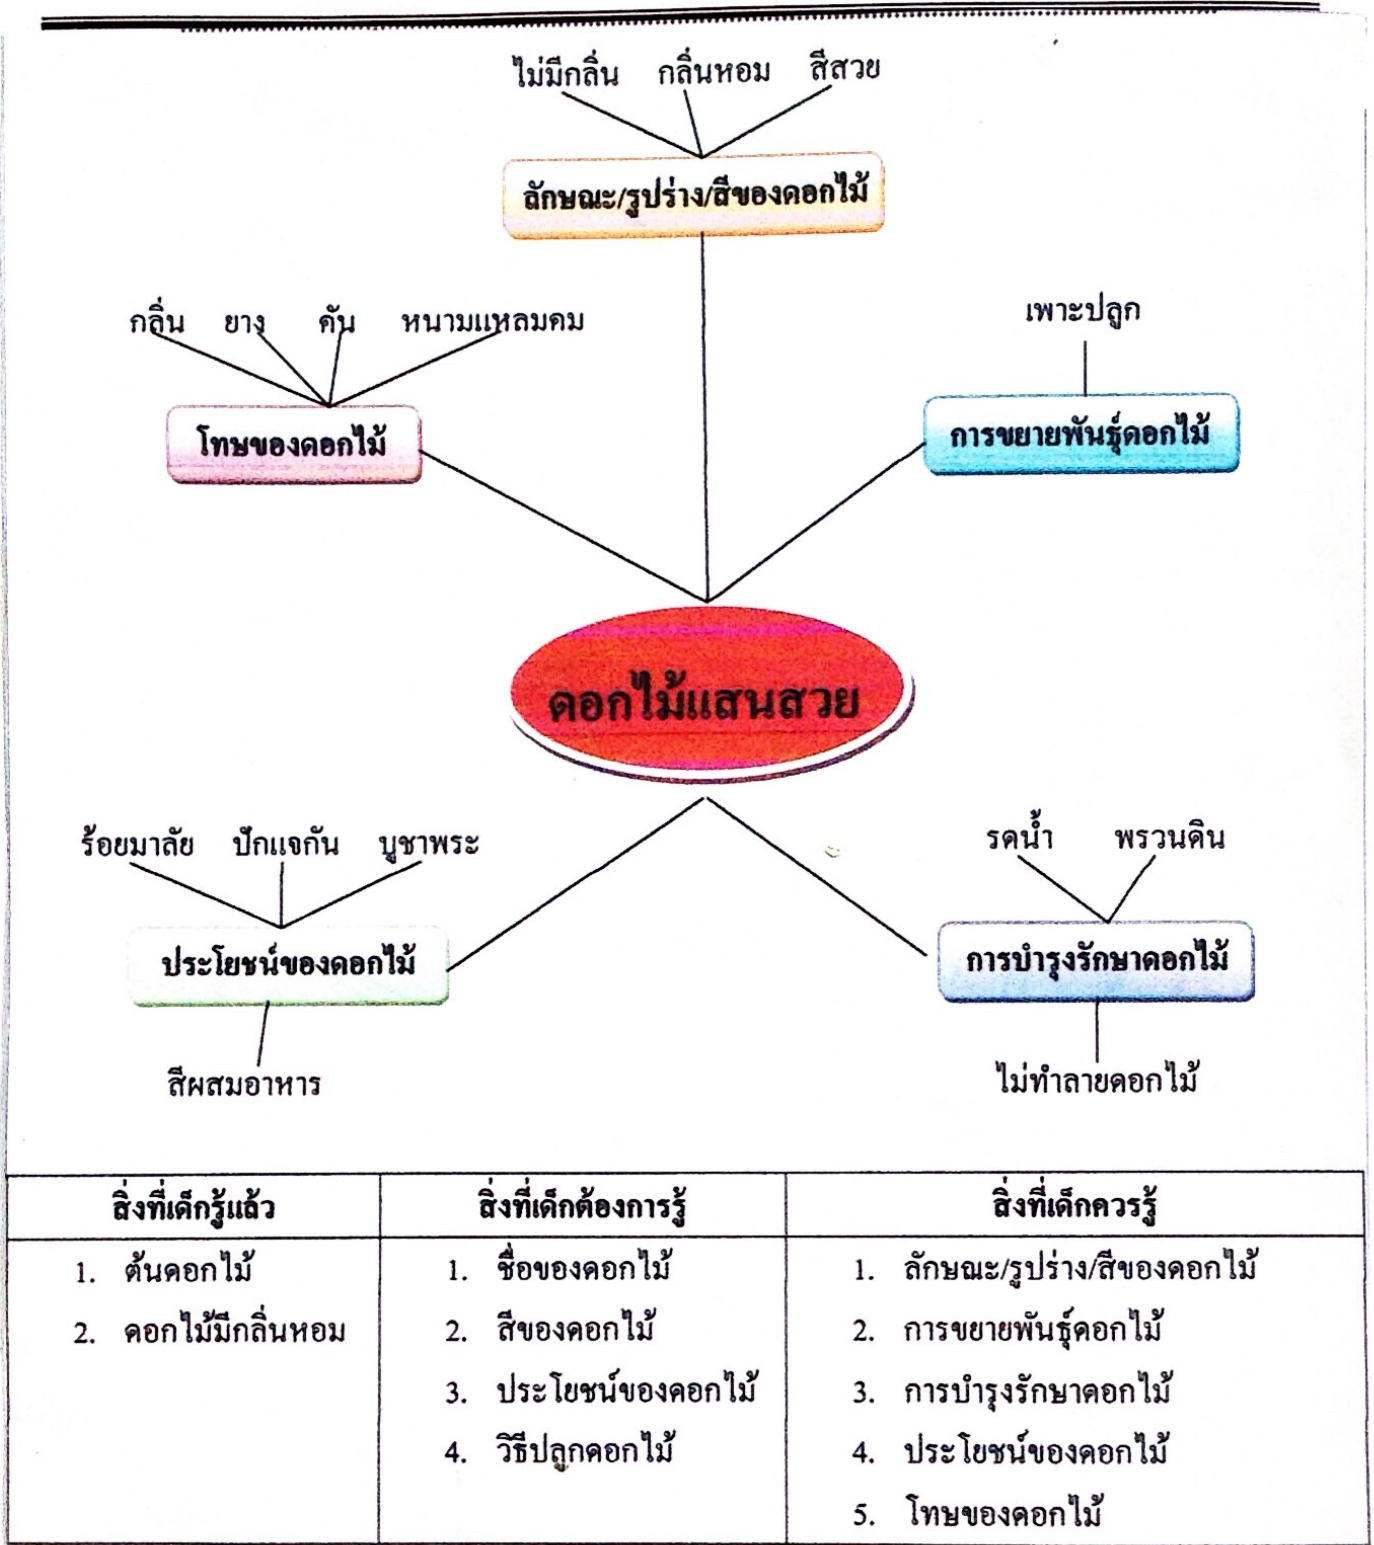 ไม่มีกลิ่น กลิ่นหอม สีสวย
ลักษณะ/รูปร่าง/สีของดอกไม้
กลิ่น ยาง คัน หนามแหลมคม
เพาะปลูก
โทษของดอกไม้
การขยายพันธุ์ดอกไม้
ดอกไม้แสนสวย
ร้อยมาลัย ปักแจกัน บูชาพระ
รดน้ำ พรวนดิน
ประโยชน์ของดอกไม้
การบำรุงรักษาดอกไม้
สีผสมอาหาร
ไม่ทำลายดอกไม้
สิ่งที่เด็กรู้แล้ว
1. ต้นดอกไม้
2. ดอกไม้มีกลิ่นหอม
สิ่งที่เด็กต้องการรู้
1. ชื่อของดอกไม้
2. สีของดอกไม้
3. ประโยชน์ของดอกไม้
4. วิธีปลูกดอกไม้
สิ่งที่เด็กควรรู้
1. ลักษณะ/รูปร่าง/สีของดอกไม้
2. การขยายพันธุ์ดอกไม้
3. การบำรุงรักษาดอกไม้
4. ประโยชน์ของดอกไม้
5. โทษของดอกไม้